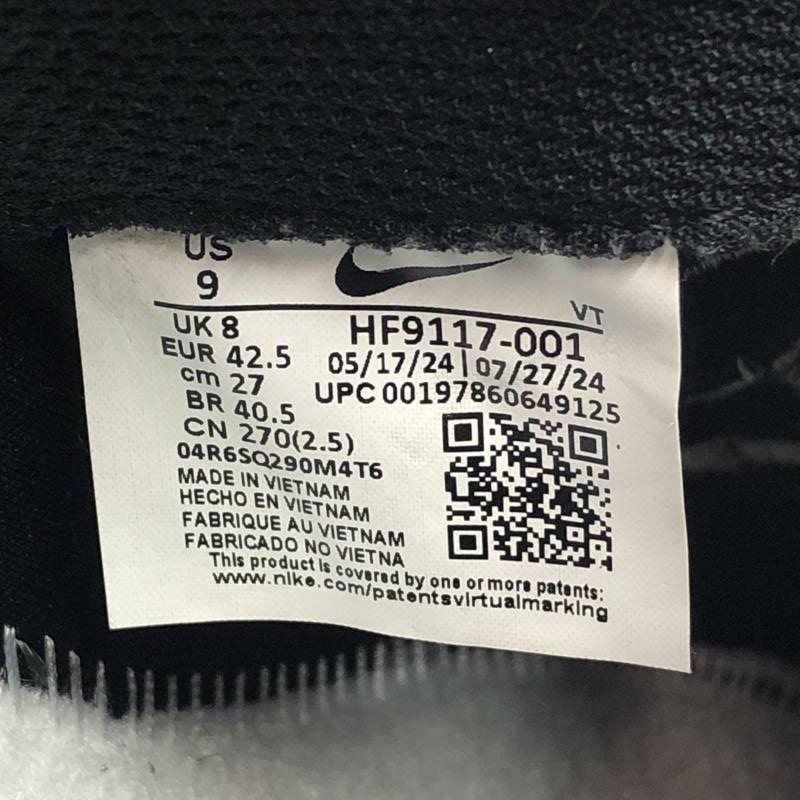 US
9
VT
UK 8
HF9117-001
EUR 42.5
05/17/24 | 07/27/24
cm 27
UPC 00197860649125
BR 40.5
CN 270(2.5)
04R6SQ290M4T6
MADE IN VIETNAM
HECHO EN VIETNAM
FABRIQUE AU VIETNAM
FABRICADO NO VIETNA
This product is covered by one or more patents:
www.nike.com/patentsvirtualmarking